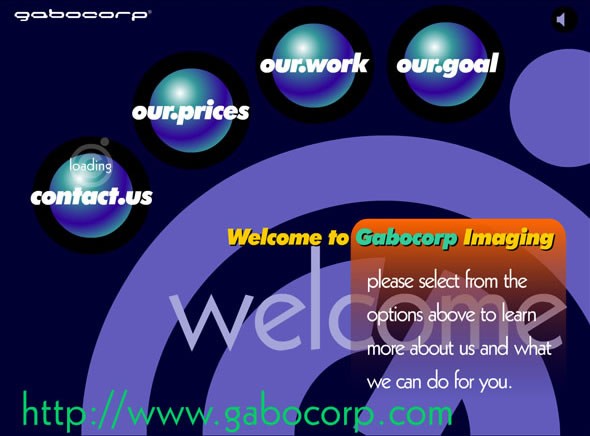 gabocorp®
our.work
our.goal
our.prices
loading
contact.us
Welcome to Gabocorp Imaging
welcome
please select from the
options above to learn
more about us and what
we can do for you.
http://www.gabocorp.com